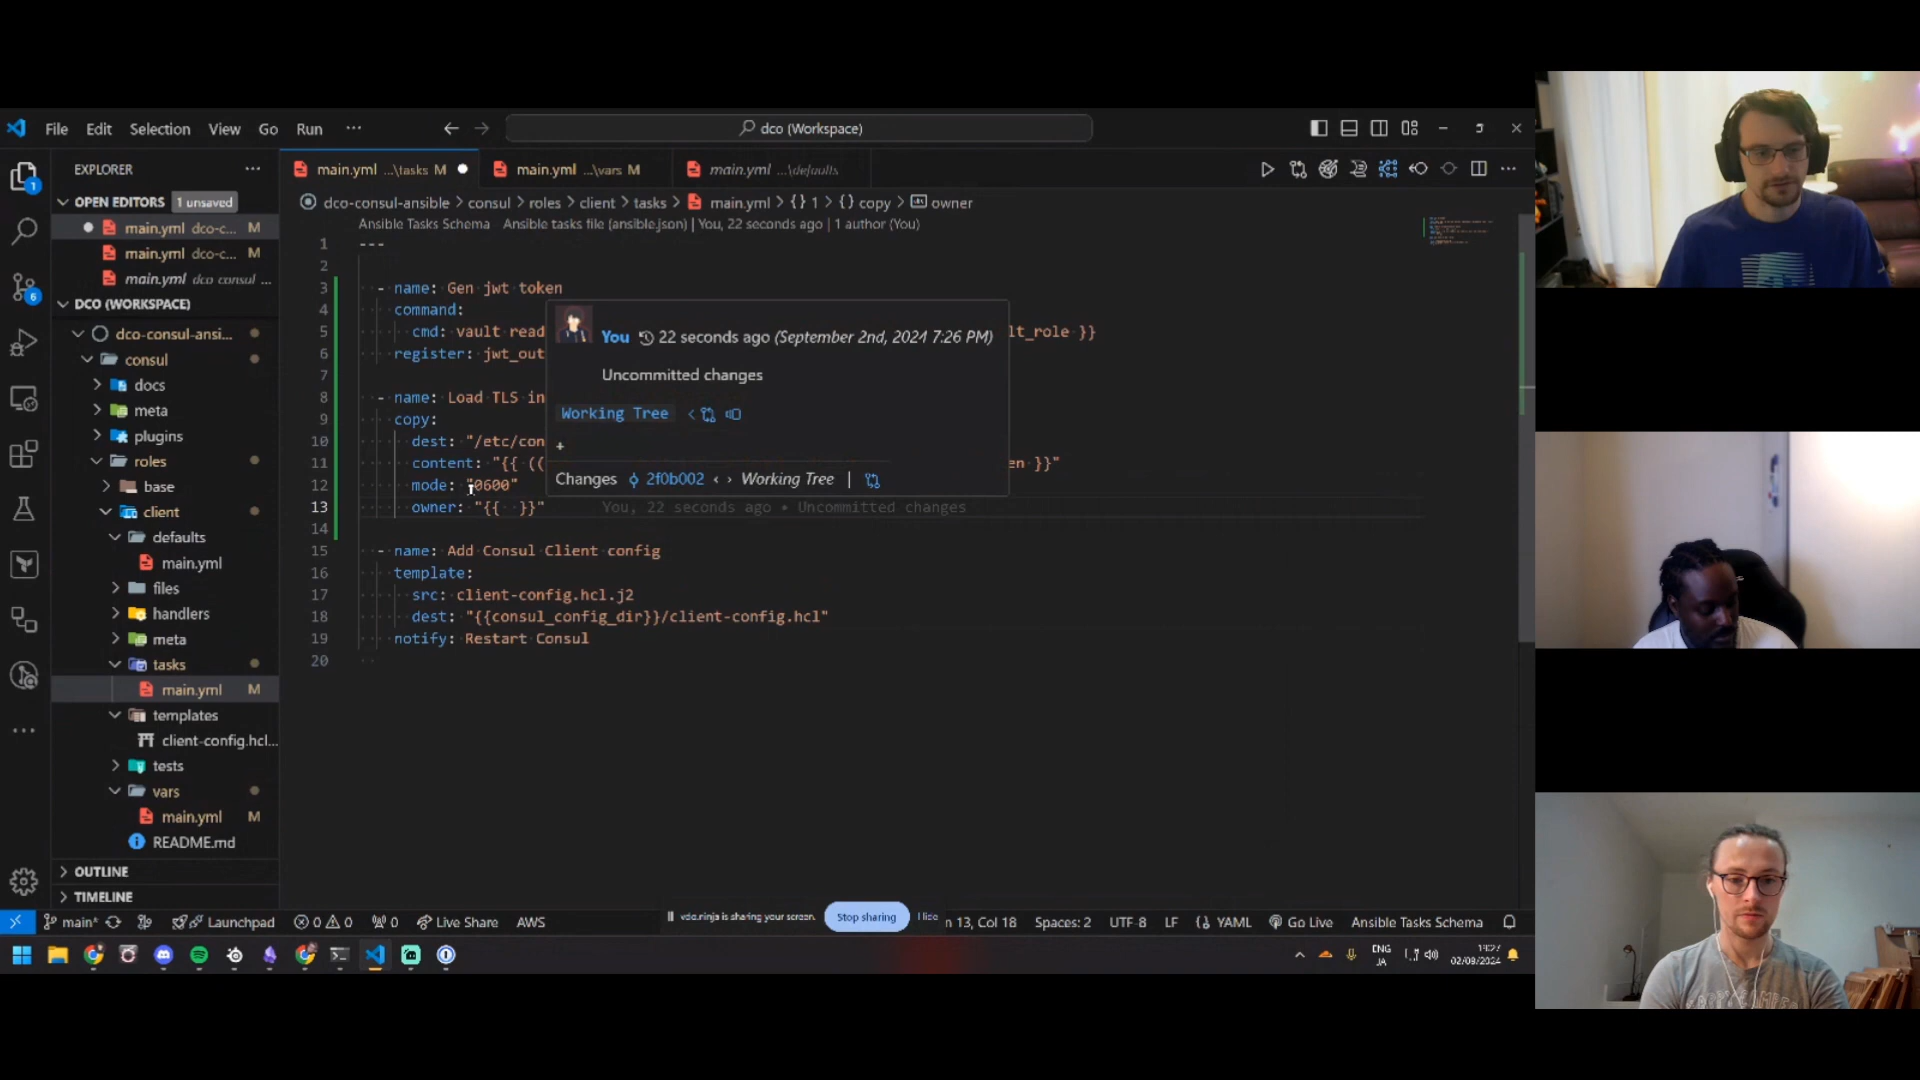 File Edit Selection View Go Run ···
dco (Workspace)
EXPLORER
OPEN EDITORS 1 unsaved
main.yml dco-c... M
main.yml dco-c... M
main.yml dco consul ...
DCO (WORKSPACE)
dco-consul-ansi...
consul
docs
meta
plugins
roles
base
client
defaults
main.yml
files
handlers
meta
tasks
main.yml M
templates
client-config.hcl...
tests
vars
main.yml M
README.md
OUTLINE
TIMELINE
main.yml ...\tasks M
main.yml ...\vars M
main.yml ...\defaults
dco-consul-ansible > consul > roles > client > tasks > main.yml > {} 1 > {} copy > owner
Ansible Tasks Schema Ansible tasks file (ansible.json) | You, 22 seconds ago | 1 author (You)
1 ---
2
3 - name: Gen jwt token
4 command:
5 cmd: vault read lt_role }}
6 register: jwt_out
7
8 - name: Load TLS in
9 copy:
10 dest: "/etc/con
11 content: "{{ (( en }}"
12 mode: "0600"
13 owner: "{{  }}" You, 22 seconds ago • Uncommitted changes
14
15 - name: Add Consul Client config
16 template:
17 src: client-config.hcl.j2
18 dest: "{{consul_config_dir}}/client-config.hcl"
19 notify: Restart Consul
20
You 22 seconds ago (September 2nd, 2024 7:26 PM)
Uncommitted changes
Working Tree
+
Changes 2f0b002 Working Tree |
1
6
main* Launchpad 0 0 0 Live Share AWS
vdo.ninja is sharing your screen. Stop sharing Hide
n 13, Col 18 Spaces: 2 UTF-8 LF YAML Go Live Ansible Tasks Schema
ENG
JA
02/09/2024